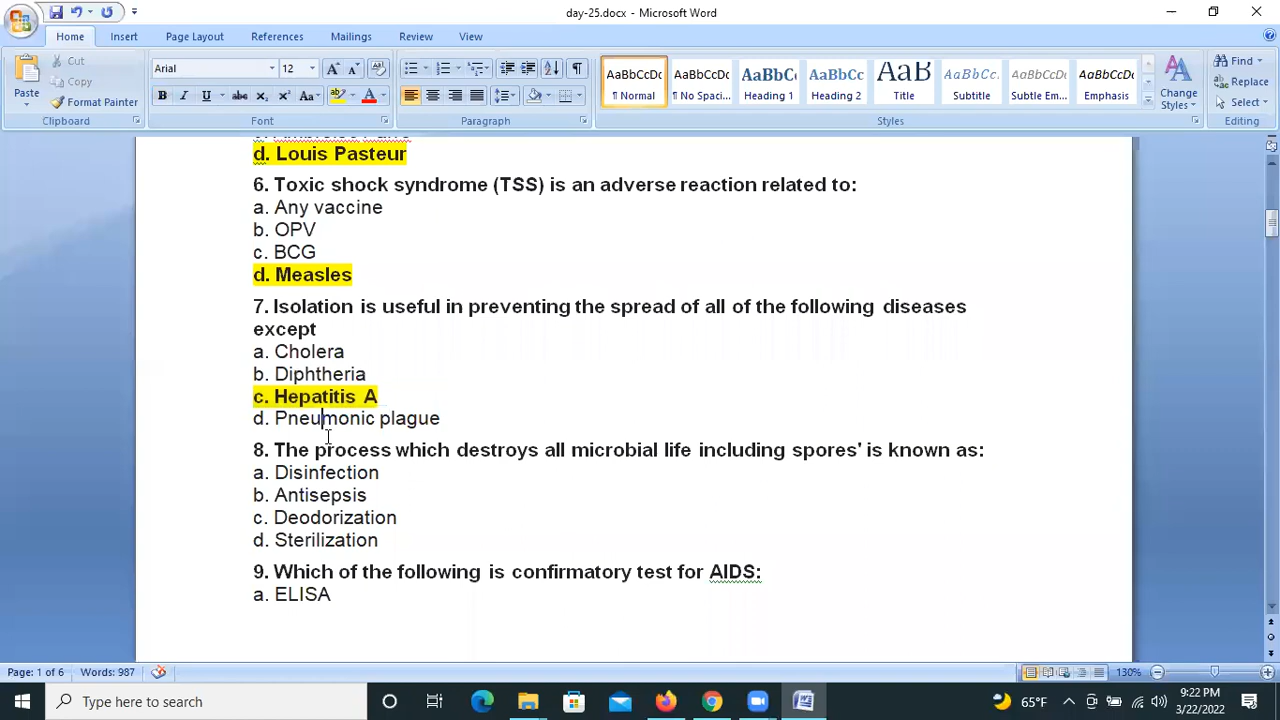 day-25.docx - Microsoft Word
Home Insert Page Layout References Mailings Review View
Paste
Cut
Copy
Format Painter
Clipboard
Arial 12
B I U abc X₂ X² Aa A
Font
Paragraph
AaBbCcDc AaBbCcDc AaBbC AaBbCc AaB AaBbCc. AaBbCcDc AaBbCcDc
¶ Normal ¶ No Spaci... Heading 1 Heading 2 Title Subtitle Subtle Em... Emphasis
Change Styles
Styles
Find
Replace
Select
Editing
d. Louis Pasteur
6. Toxic shock syndrome (TSS) is an adverse reaction related to:
a. Any vaccine
b. OPV
c. BCG
d. Measles
7. Isolation is useful in preventing the spread of all of the following diseases
except
a. Cholera
b. Diphtheria
c. Hepatitis A
d. Pneumonic plague
8. The process which destroys all microbial life including spores' is known as:
a. Disinfection
b. Antisepsis
c. Deodorization
d. Sterilization
9. Which of the following is confirmatory test for AIDS:
a. ELISA
Page: 1 of 6 Words: 987 130%
Type here to search
65°F
9:22 PM
3/22/2022